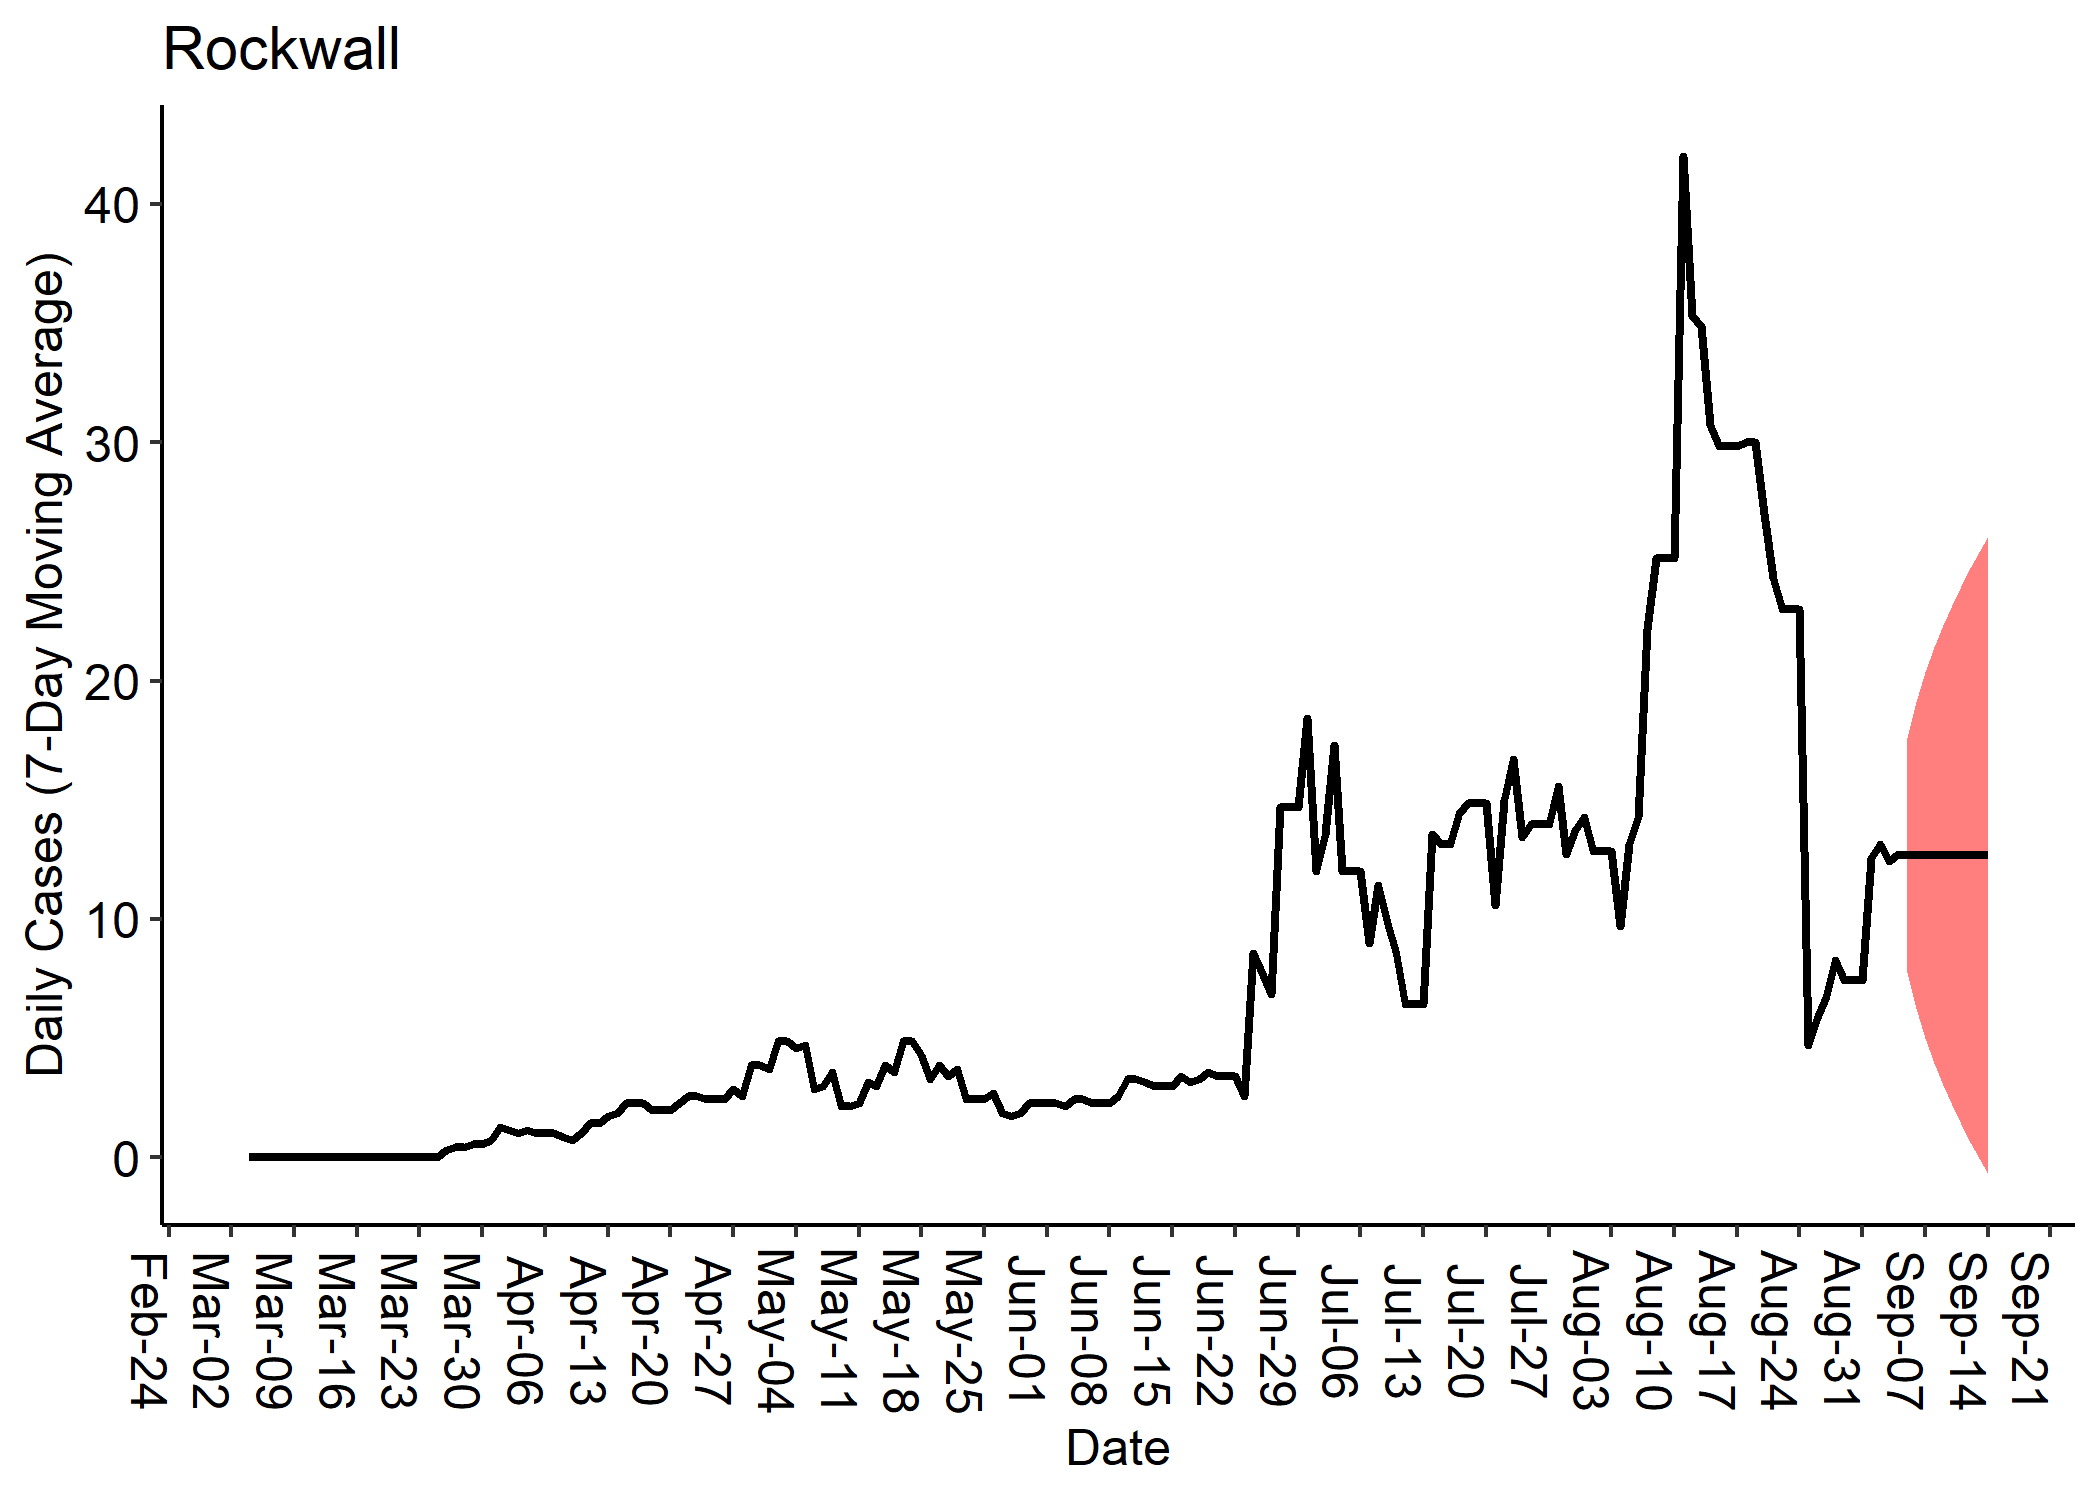 Rockwall
Daily Cases (7-Day Moving Average)
40
30
20
10
0
Feb-24
Mar-02
Mar-09
Mar-16
Mar-23
Mar-30
Apr-06
Apr-13
Apr-20
Apr-27
May-04
May-11
May-18
May-25
Jun-01
Jun-08
Jun-15
Jun-22
Jun-29
Jul-06
Jul-13
Jul-20
Jul-27
Aug-03
Aug-10
Aug-17
Aug-24
Aug-31
Sep-07
Sep-14
Sep-21
Date